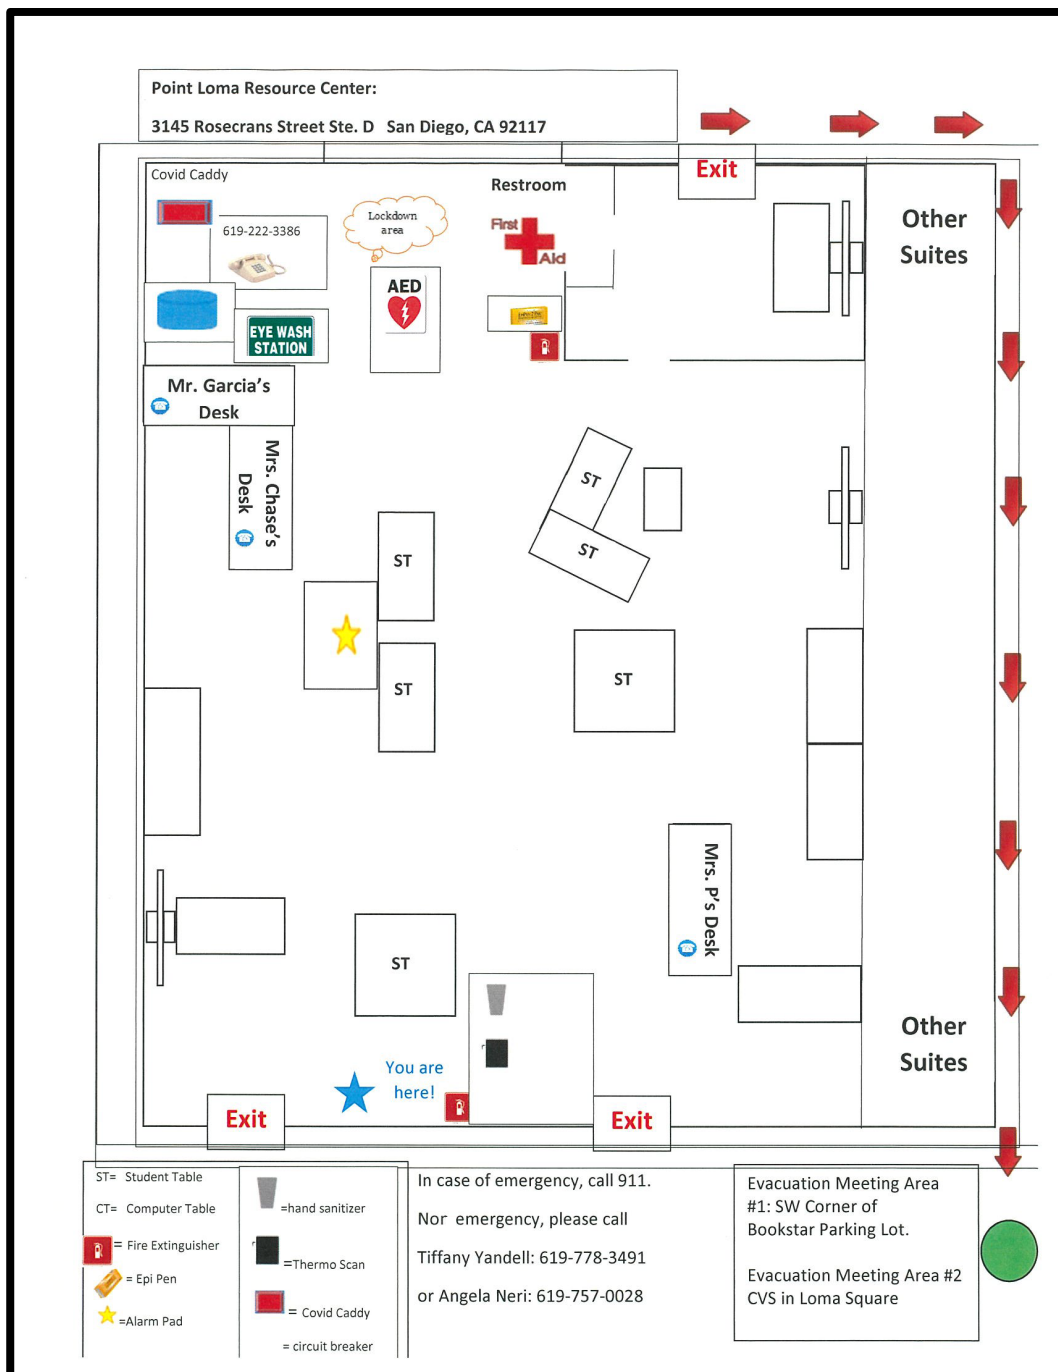 Point Loma Resource Center:
3145 Rosecrans Street Ste. D San Diego, CA 92117
Exit
Covid Caddy
Restroom
Lockdown
area
619-222-3386
First
Aid
Other
Suites
AED
EYE WASH
STATION
Mr. Garcia's
Desk
Mrs. Chase's
Desk
ST
ST
ST
ST
ST
Mrs. P's Desk
ST
You are
here!
Other
Suites
Exit
Exit
ST= Student Table
CT= Computer Table
= Fire Extinguisher
= Epi Pen
=Alarm Pad
=hand sanitizer
=Thermo Scan
= Covid Caddy
= circuit breaker
In case of emergency, call 911.
Nor emergency, please call
Tiffany Yandell: 619-778-3491
or Angela Neri: 619-757-0028
Evacuation Meeting Area
#1: SW Corner of
Bookstar Parking Lot.
Evacuation Meeting Area #2
CVS in Loma Square